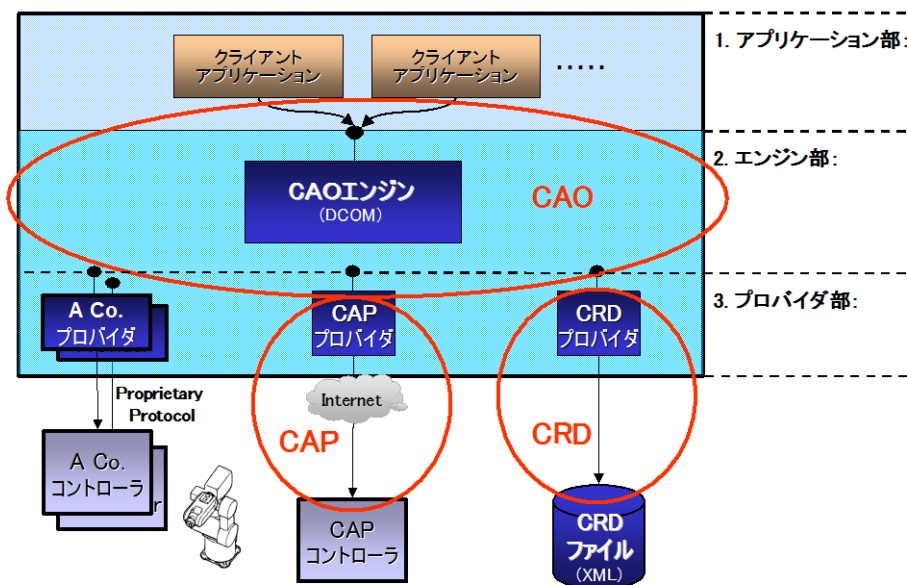 1. アプリケーション部:
クライアント
アプリケーション
クライアント
アプリケーション
.....
2. エンジン部:
CAOエンジン
(DCOM)
CAO
3. プロバイダ部:
A Co.
プロバイダ
CAP
プロバイダ
CRD
プロバイダ
Proprietary
Protocol
Internet
CAP
CRD
A Co.
コントローラ
r
CAP
コントローラ
CRD
ファイル
(XML)